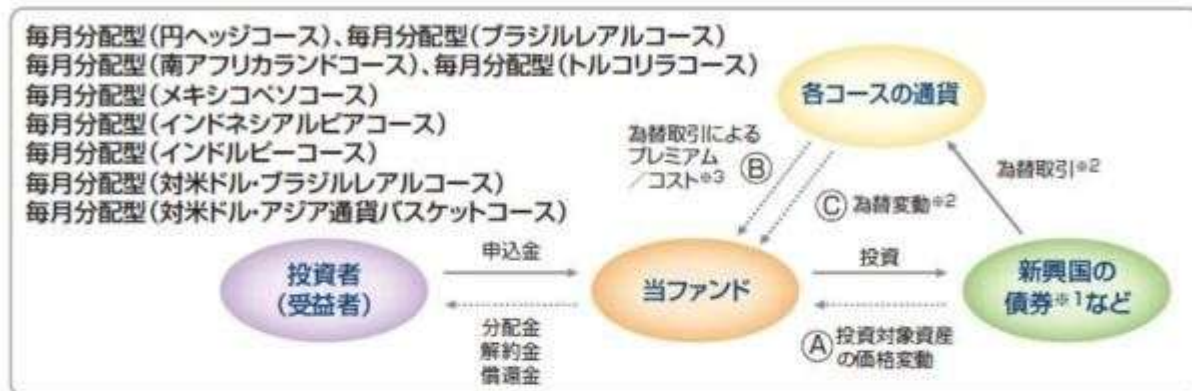 毎月分配型(円ヘッジコース)、毎月分配型(ブラジルレアルコース)
毎月分配型(南アフリカランドコース)、毎月分配型(トルコリラコース)
毎月分配型(メキシコペソコース)
毎月分配型(インドネシアルピアコース)
毎月分配型(インドルピーコース)
毎月分配型(対米ドル・ブラジルレアルコース)
毎月分配型(対米ドル・アジア通貨バスケットコース)
各コースの通貨
為替取引による
プレミアム
/コスト※3
Ⓑ
Ⓒ 為替変動※2
為替取引※2
投資者
(受益者)
申込金
分配金
解約金
償還金
当ファンド
投資
Ⓐ 投資対象資産
の価格変動
新興国の
債券※1など